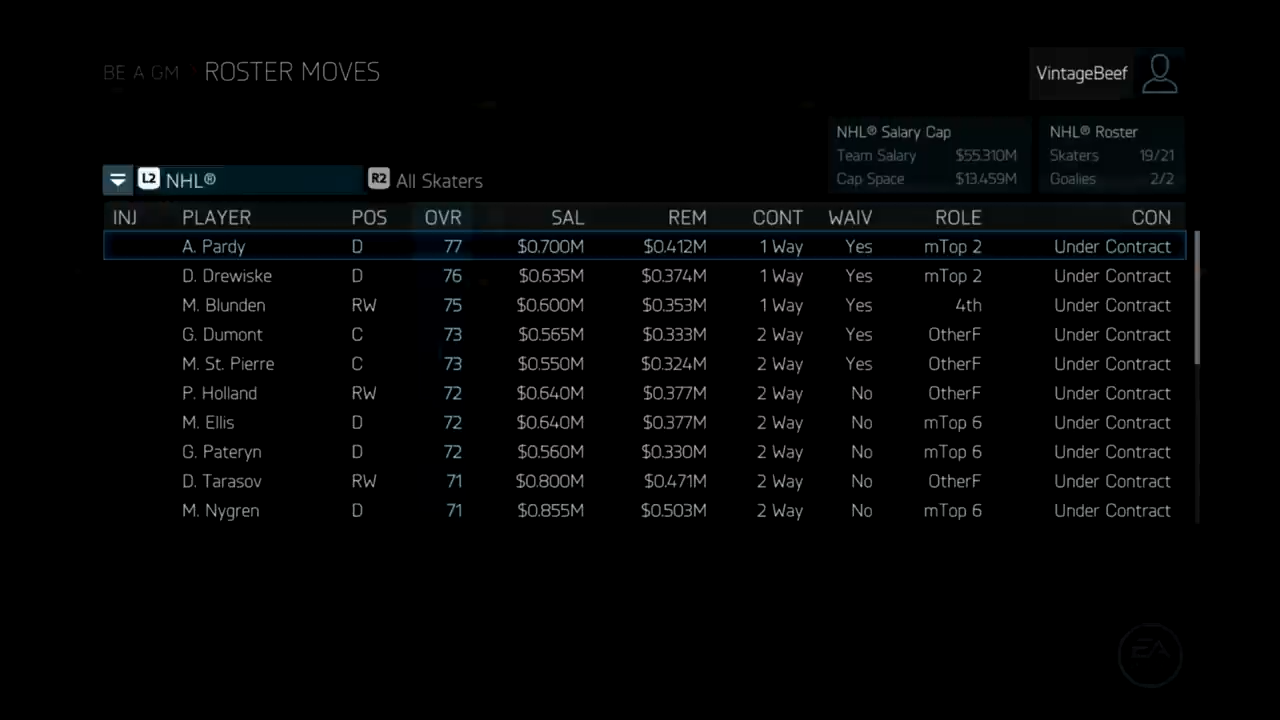 BE A GM ROSTER MOVES
VintageBeef
NHL® Salary Cap
Team Salary $55.310M
Cap Space $13.459M
NHL® Roster
Skaters 19/21
Goalies 2/2
L2 NHL® R2 All Skaters
INJ PLAYER POS OVR SAL REM CONT WAIV ROLE CON
A. Pardy D 77 $0.700M $0.412M 1 Way Yes mTop 2 Under Contract
D. Drewiske D 76 $0.635M $0.374M 1 Way Yes mTop 2 Under Contract
M. Blunden RW 75 $0.600M $0.353M 1 Way Yes 4th Under Contract
G. Dumont C 73 $0.565M $0.333M 2 Way Yes OtherF Under Contract
M. St. Pierre C 73 $0.550M $0.324M 2 Way Yes OtherF Under Contract
P. Holland RW 72 $0.640M $0.377M 2 Way No OtherF Under Contract
M. Ellis D 72 $0.640M $0.377M 2 Way No mTop 6 Under Contract
G. Pateryn D 72 $0.560M $0.330M 2 Way No mTop 6 Under Contract
D. Tarasov RW 71 $0.800M $0.471M 2 Way No OtherF Under Contract
M. Nygren D 71 $0.855M $0.503M 2 Way No mTop 6 Under Contract
EA